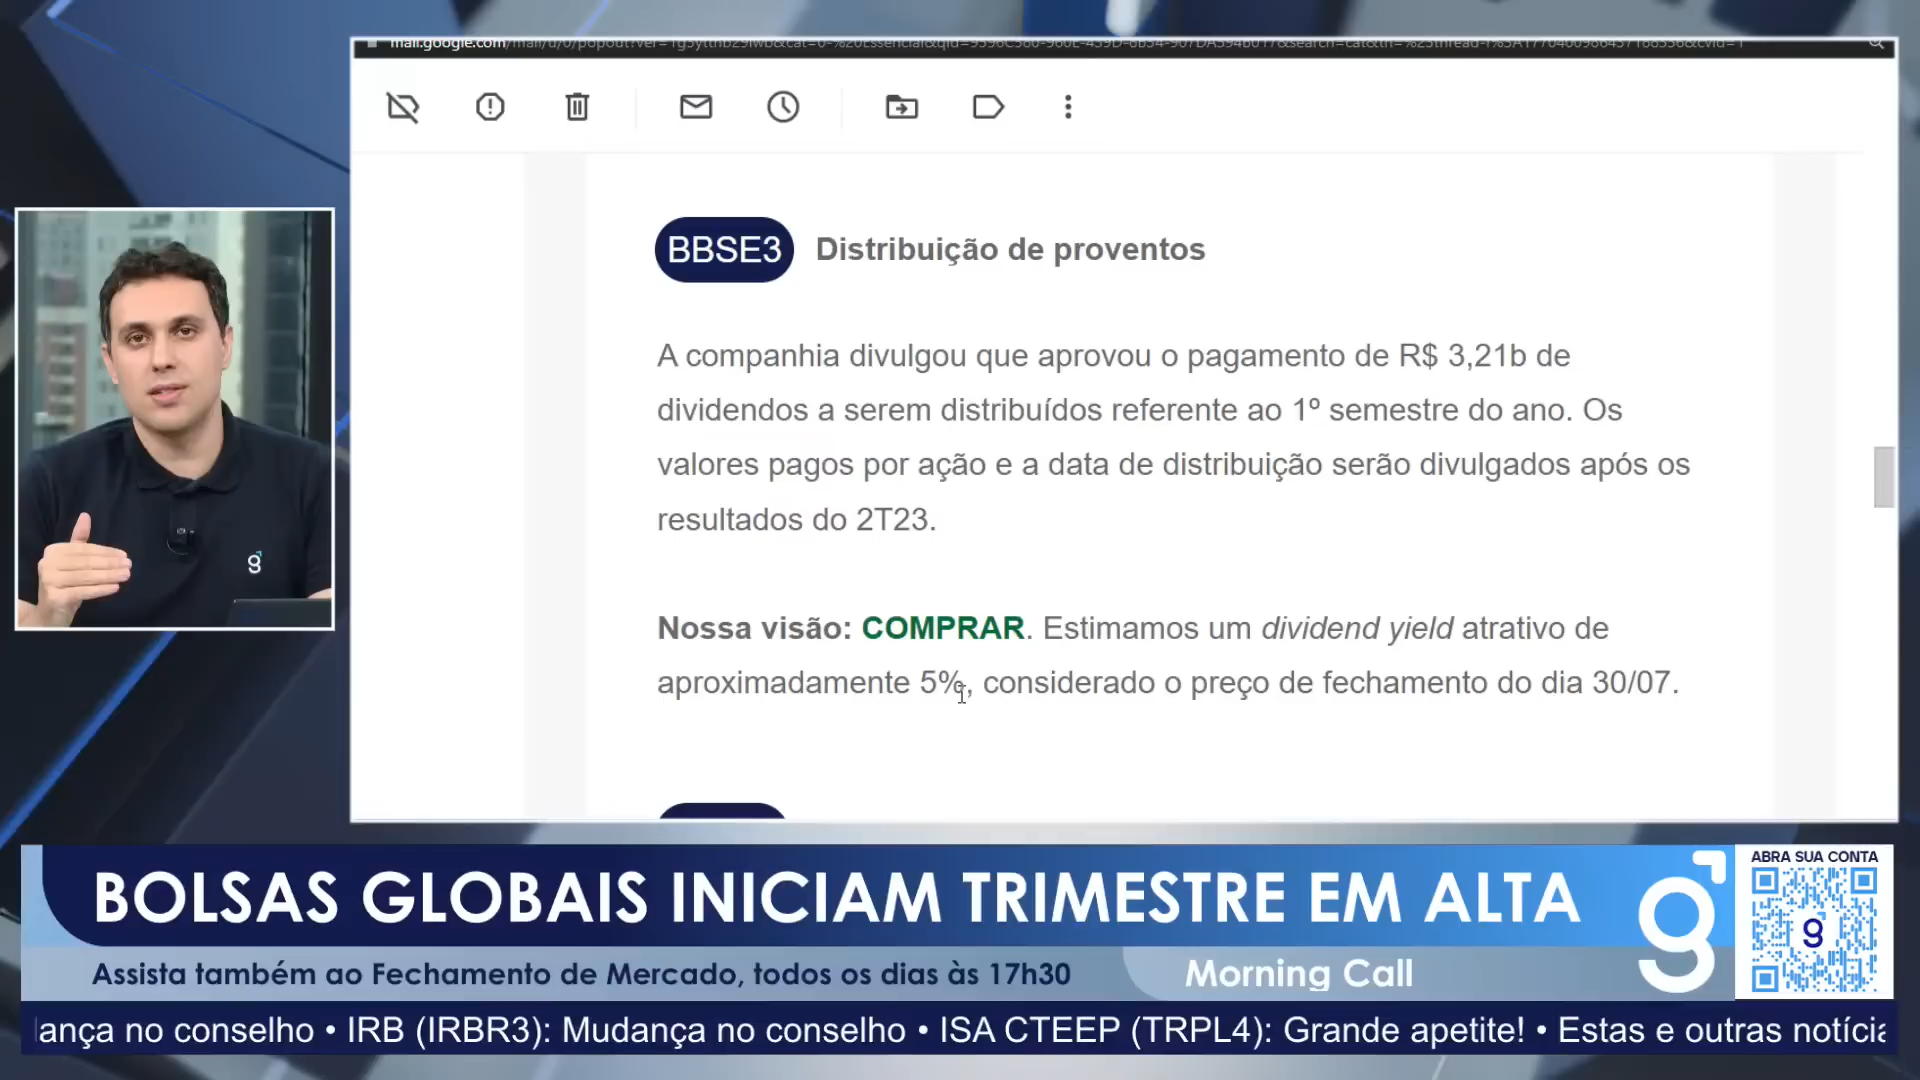 BBSE3 Distribuição de proventos
A companhia divulgou que aprovou o pagamento de R$ 3,21b de
dividendos a serem distribuídos referente ao 1º semestre do ano. Os
valores pagos por ação e a data de distribuição serão divulgados após os
resultados do 2T23.
Nossa visão: COMPRAR. Estimamos um dividend yield atrativo de
aproximadamente 5%, considerado o preço de fechamento do dia 30/07.
g
BOLSAS GLOBAIS INICIAM TRIMESTRE EM ALTA
Assista também ao Fechamento de Mercado, todos os dias às 17h30
Morning Call
g
ABRA SUA CONTA
g
ança no conselho • IRB (IRBR3): Mudança no conselho • ISA CTEEP (TRPL4): Grande apetite! • Estas e outras notícia